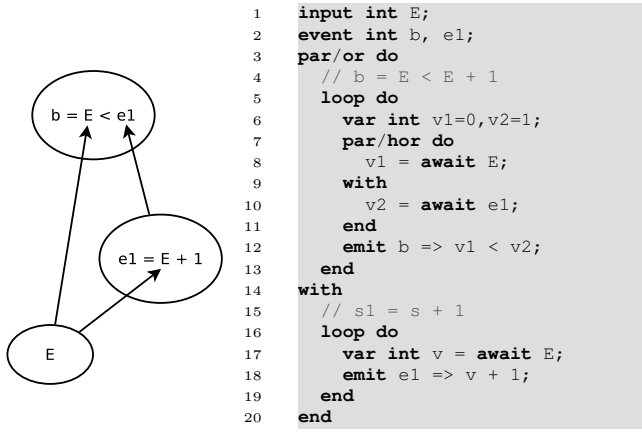 b = E < e1
e1 = E + 1
E
1 input int E;
2 event int b, e1;
3 par/or do
4 // b = E < E + 1
5 loop do
6 var int v1=0,v2=1;
7 par/hor do
8 v1 = await E;
9 with
10 v2 = await e1;
11 end
12 emit b => v1 < v2;
13 end
14 with
15 // s1 = s + 1
16 loop do
17 var int v = await E;
18 emit e1 => v + 1;
19 end
20 end